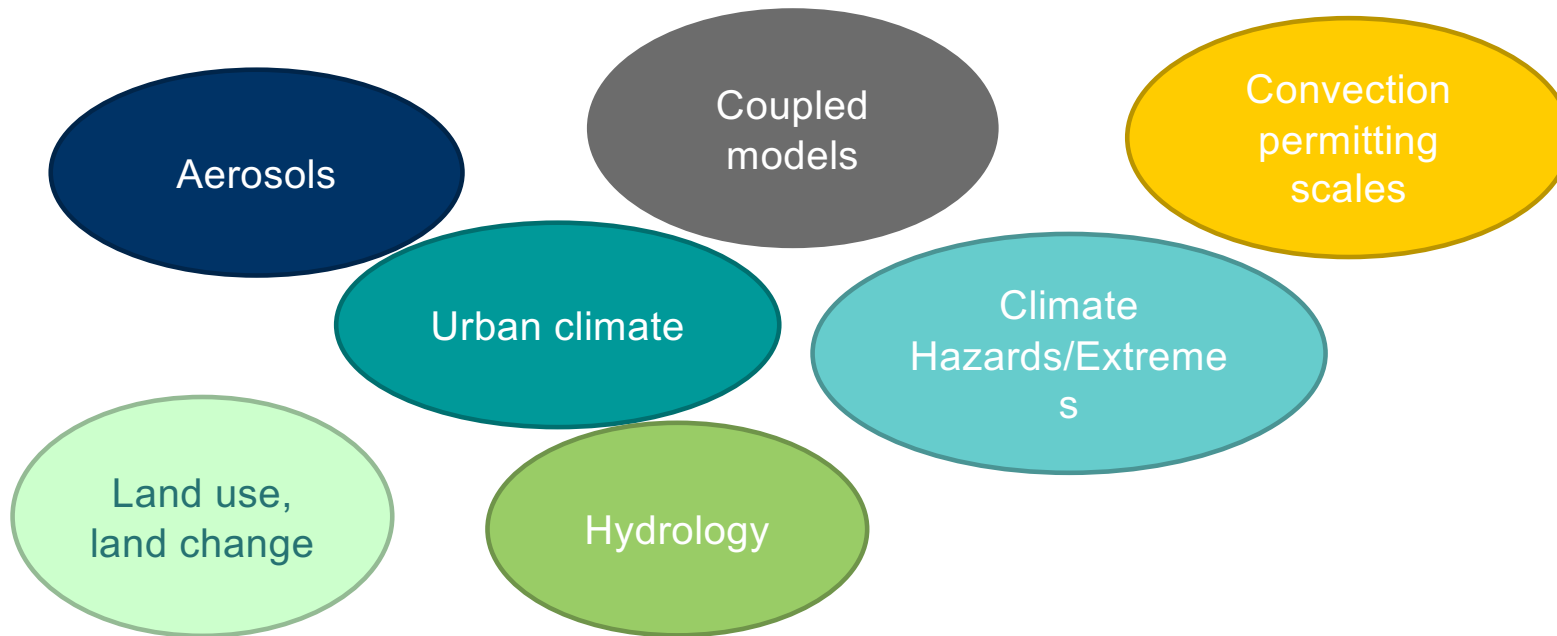 Aerosols
Coupled
models
Convection
permitting
scales
Urban climate
Climate
Hazards/Extreme
s
Land use,
land change
Hydrology